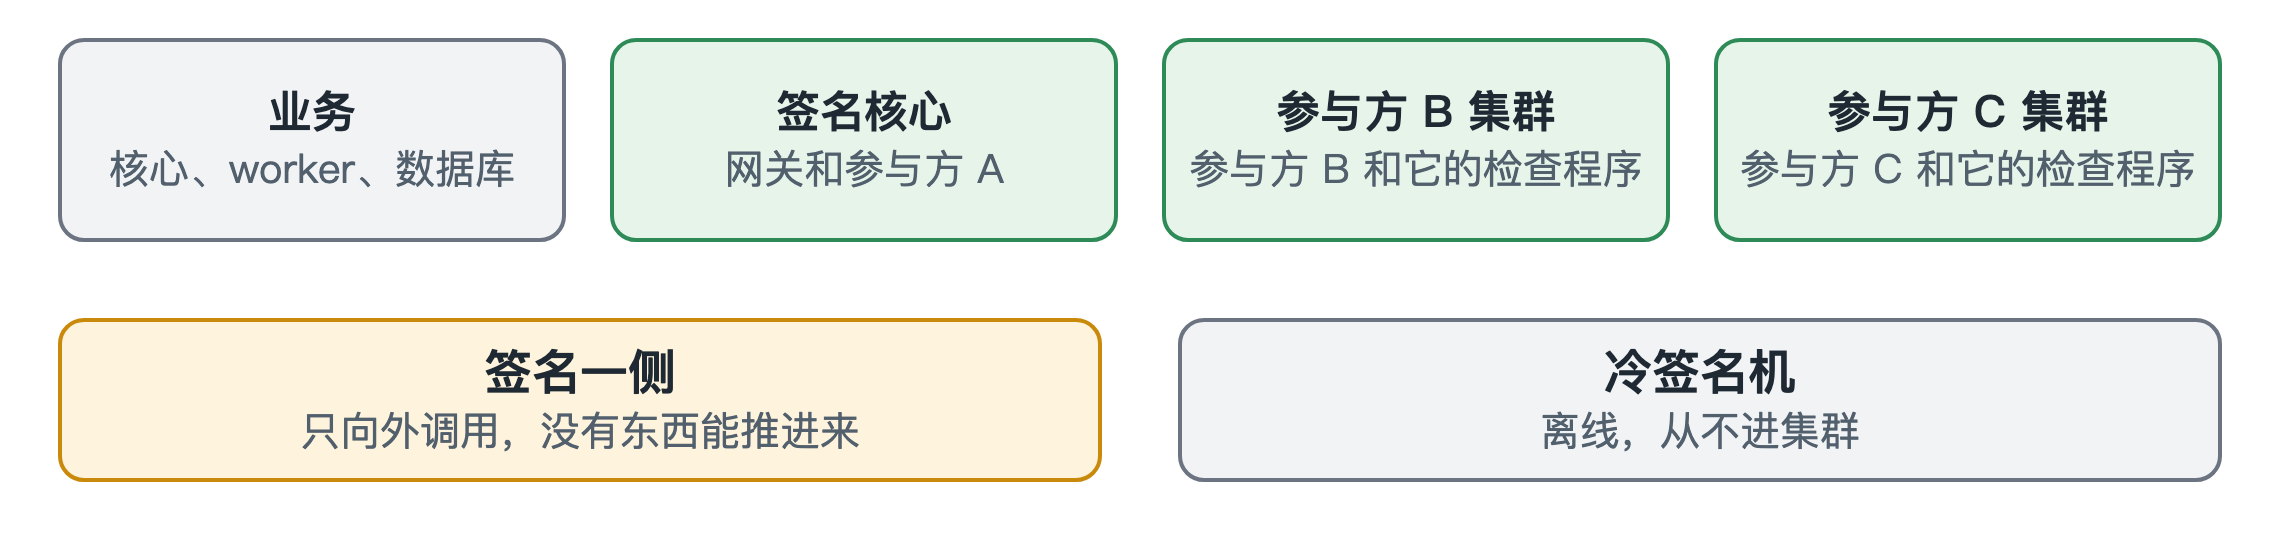 业务
核心、worker、数据库
签名核心
网关和参与方 A
参与方 B 集群
参与方 B 和它的检查程序
参与方 C 集群
参与方 C 和它的检查程序
签名一侧
只向外调用，没有东西能推进来
冷签名机
离线，从不进集群